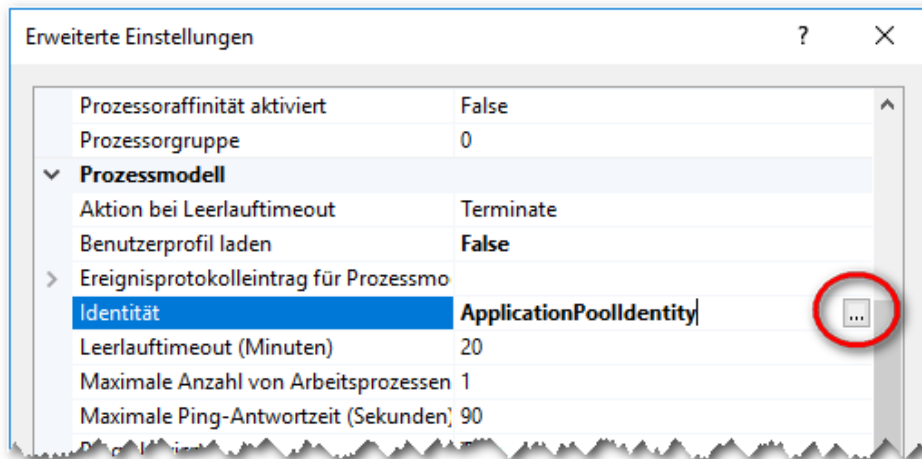 Erweiterte Einstellungen ? ×
Prozessoraffinität aktiviert False
Prozessorgruppe 0
Prozessmodell
Aktion bei Leerlauftimeout Terminate
Benutzerprofil laden False
Ereignisprotokolleintrag für Prozessmo
Identität ApplicationPoolIdentity ...
Leerlauftimeout (Minuten) 20
Maximale Anzahl von Arbeitsprozessen 1
Maximale Ping-Antwortzeit (Sekunden) 90